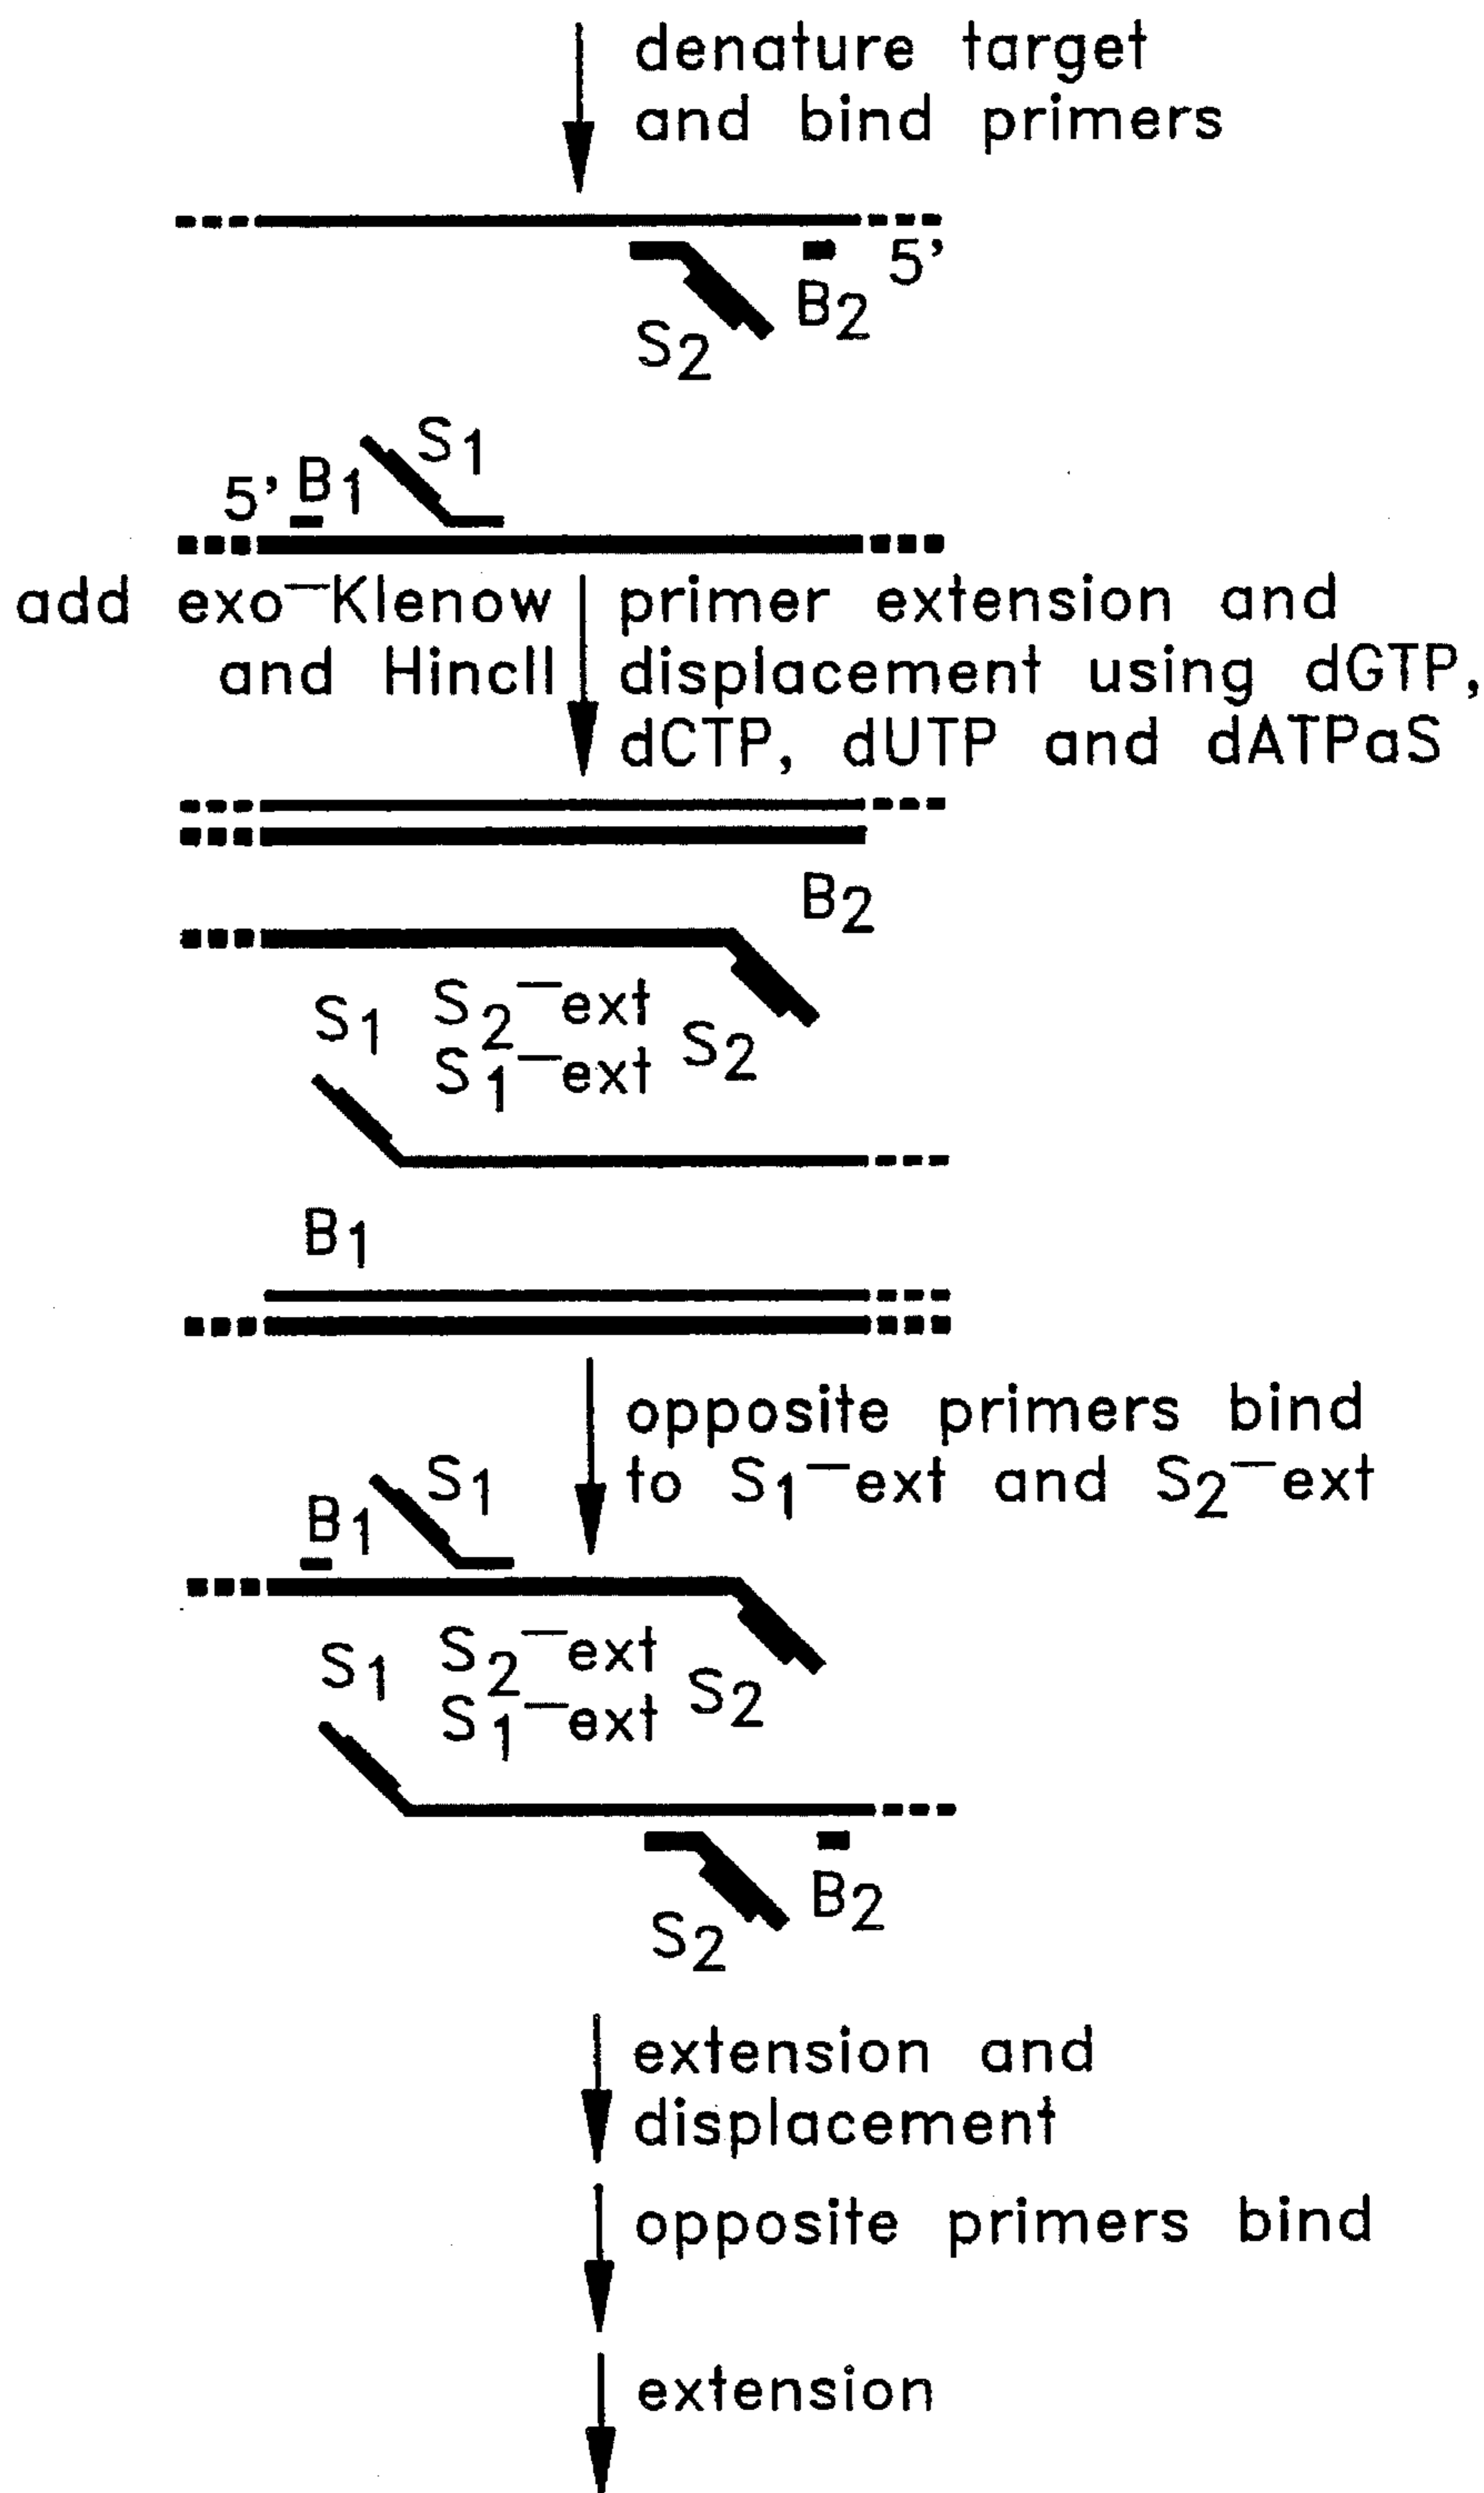 denature target
and bind primers
5'
B2
S2
S1
5' B1
add exo–Klenow
and HincII
primer extension and
displacement using dGTP,
dCTP, dUTP and dATPaS
B2
S1
S2–ext
S2
S1–ext
B1
opposite primers bind
to S1–ext and S2–ext
S1
B1
S1
S2–ext
S2
S1–ext
B2
S2
extension and
displacement
opposite primers bind
extension